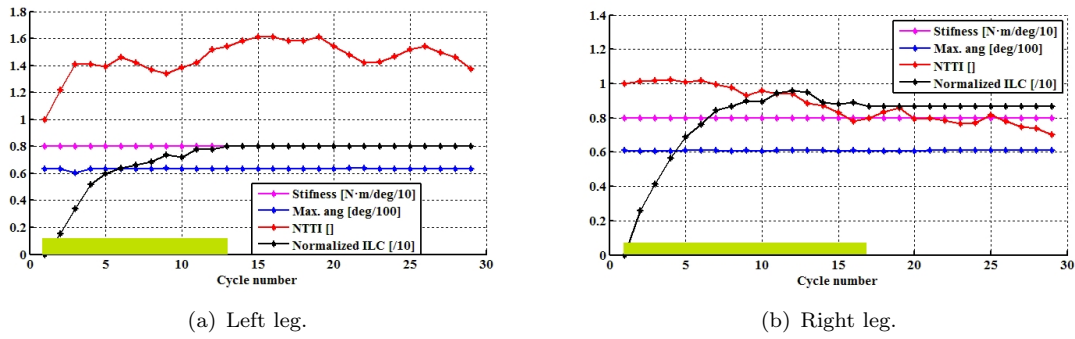 1.8
1.6
1.4
1.2
1
0.8
0.6
0.4
0.2
0
Stifness [N·m/deg/10]
Max. ang [deg/100]
NTTI []
Normalized ILC [/10]
0 5 10 15 20 25 30
Cycle number
(a) Left leg.
1.4
1.2
1
0.8
0.6
0.4
0.2
0
Stifness [N·m/deg/10]
Max. ang [deg/100]
NTTI []
Normalized ILC [/10]
0 5 10 15 20 25 30
Cycle number
(b) Right leg.